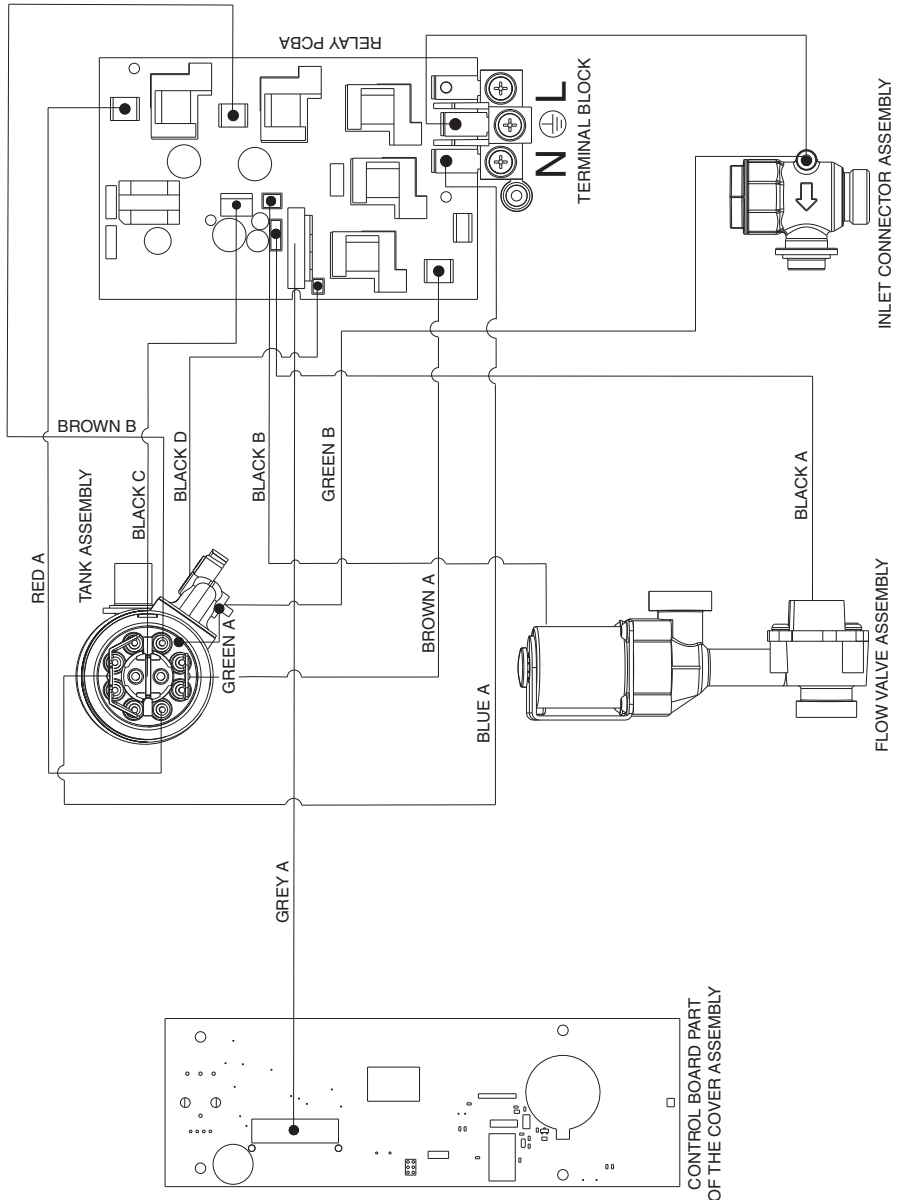 RELAY PCBA
N
L
TERMINAL BLOCK
INLET CONNECTOR ASSEMBLY
BROWN B
RED A
TANK ASSEMBLY
BLACK C
BLACK D
BLACK B
GREEN B
BLACK A
GREEN A
BROWN A
BLUE A
FLOW VALVE ASSEMBLY
GREY A
CONTROL BOARD PART
OF THE COVER ASSEMBLY